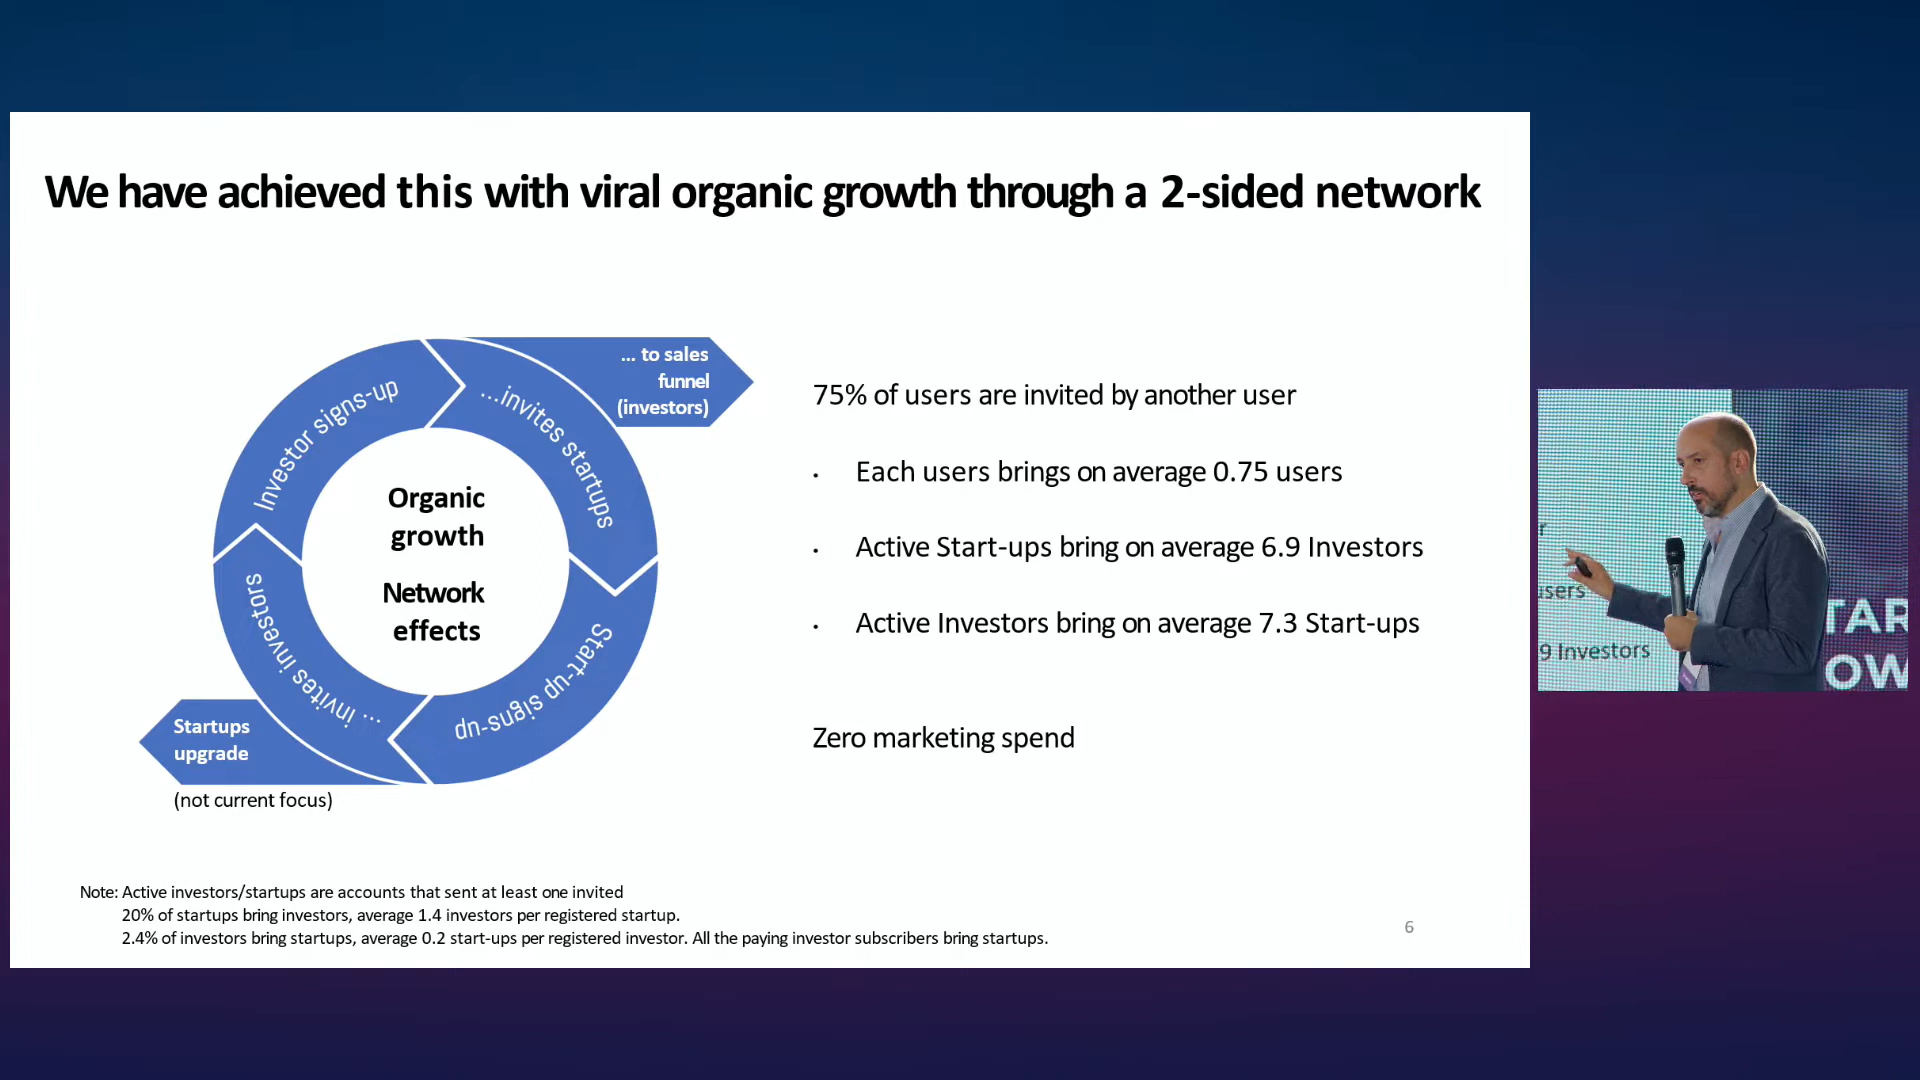 We have achieved this with viral organic growth through a 2-sided network
Investor signs-up
...invites startups
Start-up signs-up
... invites investors
... to sales
funnel
(investors)
Organic
growth
Network
effects
Startups
upgrade
(not current focus)
75% of users are invited by another user
• Each users brings on average 0.75 users
• Active Start-ups bring on average 6.9 Investors
• Active Investors bring on average 7.3 Start-ups
Zero marketing spend
Note: Active investors/startups are accounts that sent at least one invited
20% of startups bring investors, average 1.4 investors per registered startup.
2.4% of investors bring startups, average 0.2 start-ups per registered investor. All the paying investor subscribers bring startups.
6
r
users
9 Investors
TAR
OW